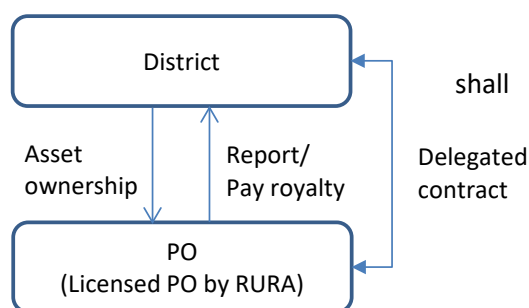 District
shall
Asset
ownership
Report/
Pay royalty
Delegated
contract
PO
(Licensed PO by RURA)